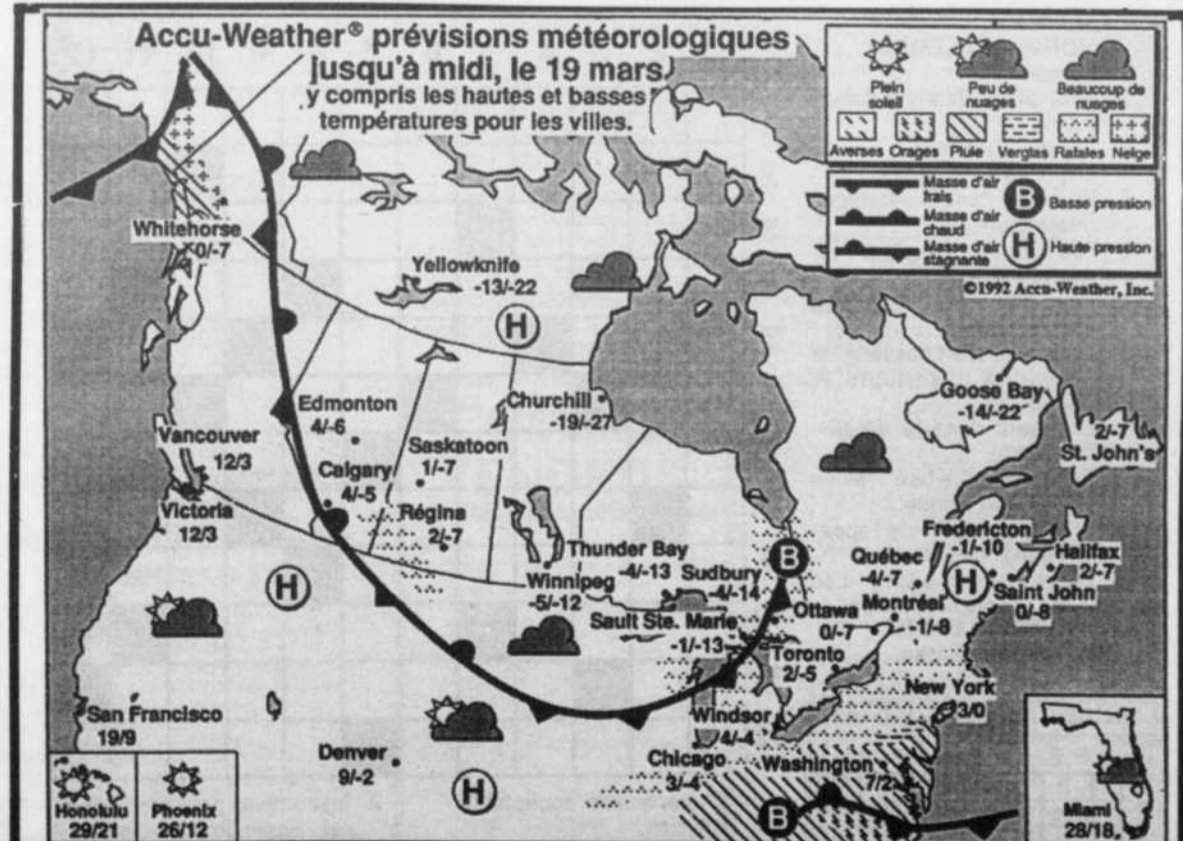 Accu-Weather® prévisions météorologiques
jusqu'à midi, le 19 mars
y compris les hautes et basses
températures pour les villes.
Plein
soleil
Peu de
nuages
Beaucoup de
nuages
Averses Orages Pluie Verglas Rafales Neige
Masse d'air
frais
Masse d'air
chaud
Masse d'air
stagnante
B Basse pression
H Haute pression
©1992 Accu-Weather, Inc.
Whitehorse
0/-7
Yellowknife
-13/-22
H
Edmonton
4/-6
Churchill
-19/-27
Goose Bay
-14/-22
Vancouver
12/3
Saskatoon
1/-7
2/-7
St. John's
Calgary
4/-5
Victoria
12/3
Régina
2/-7
Fredericton
-1/-10
Halifax
2/-7
Thunder Bay
-4/-13
Sudbury
-4/-14
B
Québec
-4/-7
H
Saint John
0/-8
H
Winnipeg
-5/-12
Sault Ste. Marie
-1/-13
Ottawa
0/-7
Montréal
-1/-8
Toronto
2/-5
New York
3/0
San Francisco
19/9
Windsor
4/-4
Denver
9/-2
H
Chicago
3/-4
Washington
7/2
B
Honolulu
29/21
Phoenix
26/12
Miami
28/18